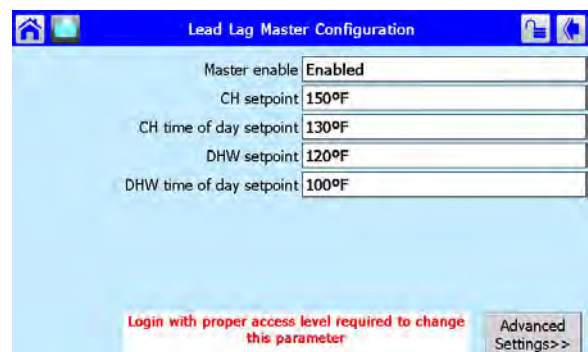 Lead Lag Master Configuration
Master enable Enabled
CH setpoint 150ºF
CH time of day setpoint 130ºF
DHW setpoint 120ºF
DHW time of day setpoint 100ºF
Login with proper access level required to change
this parameter
Advanced
Settings>>